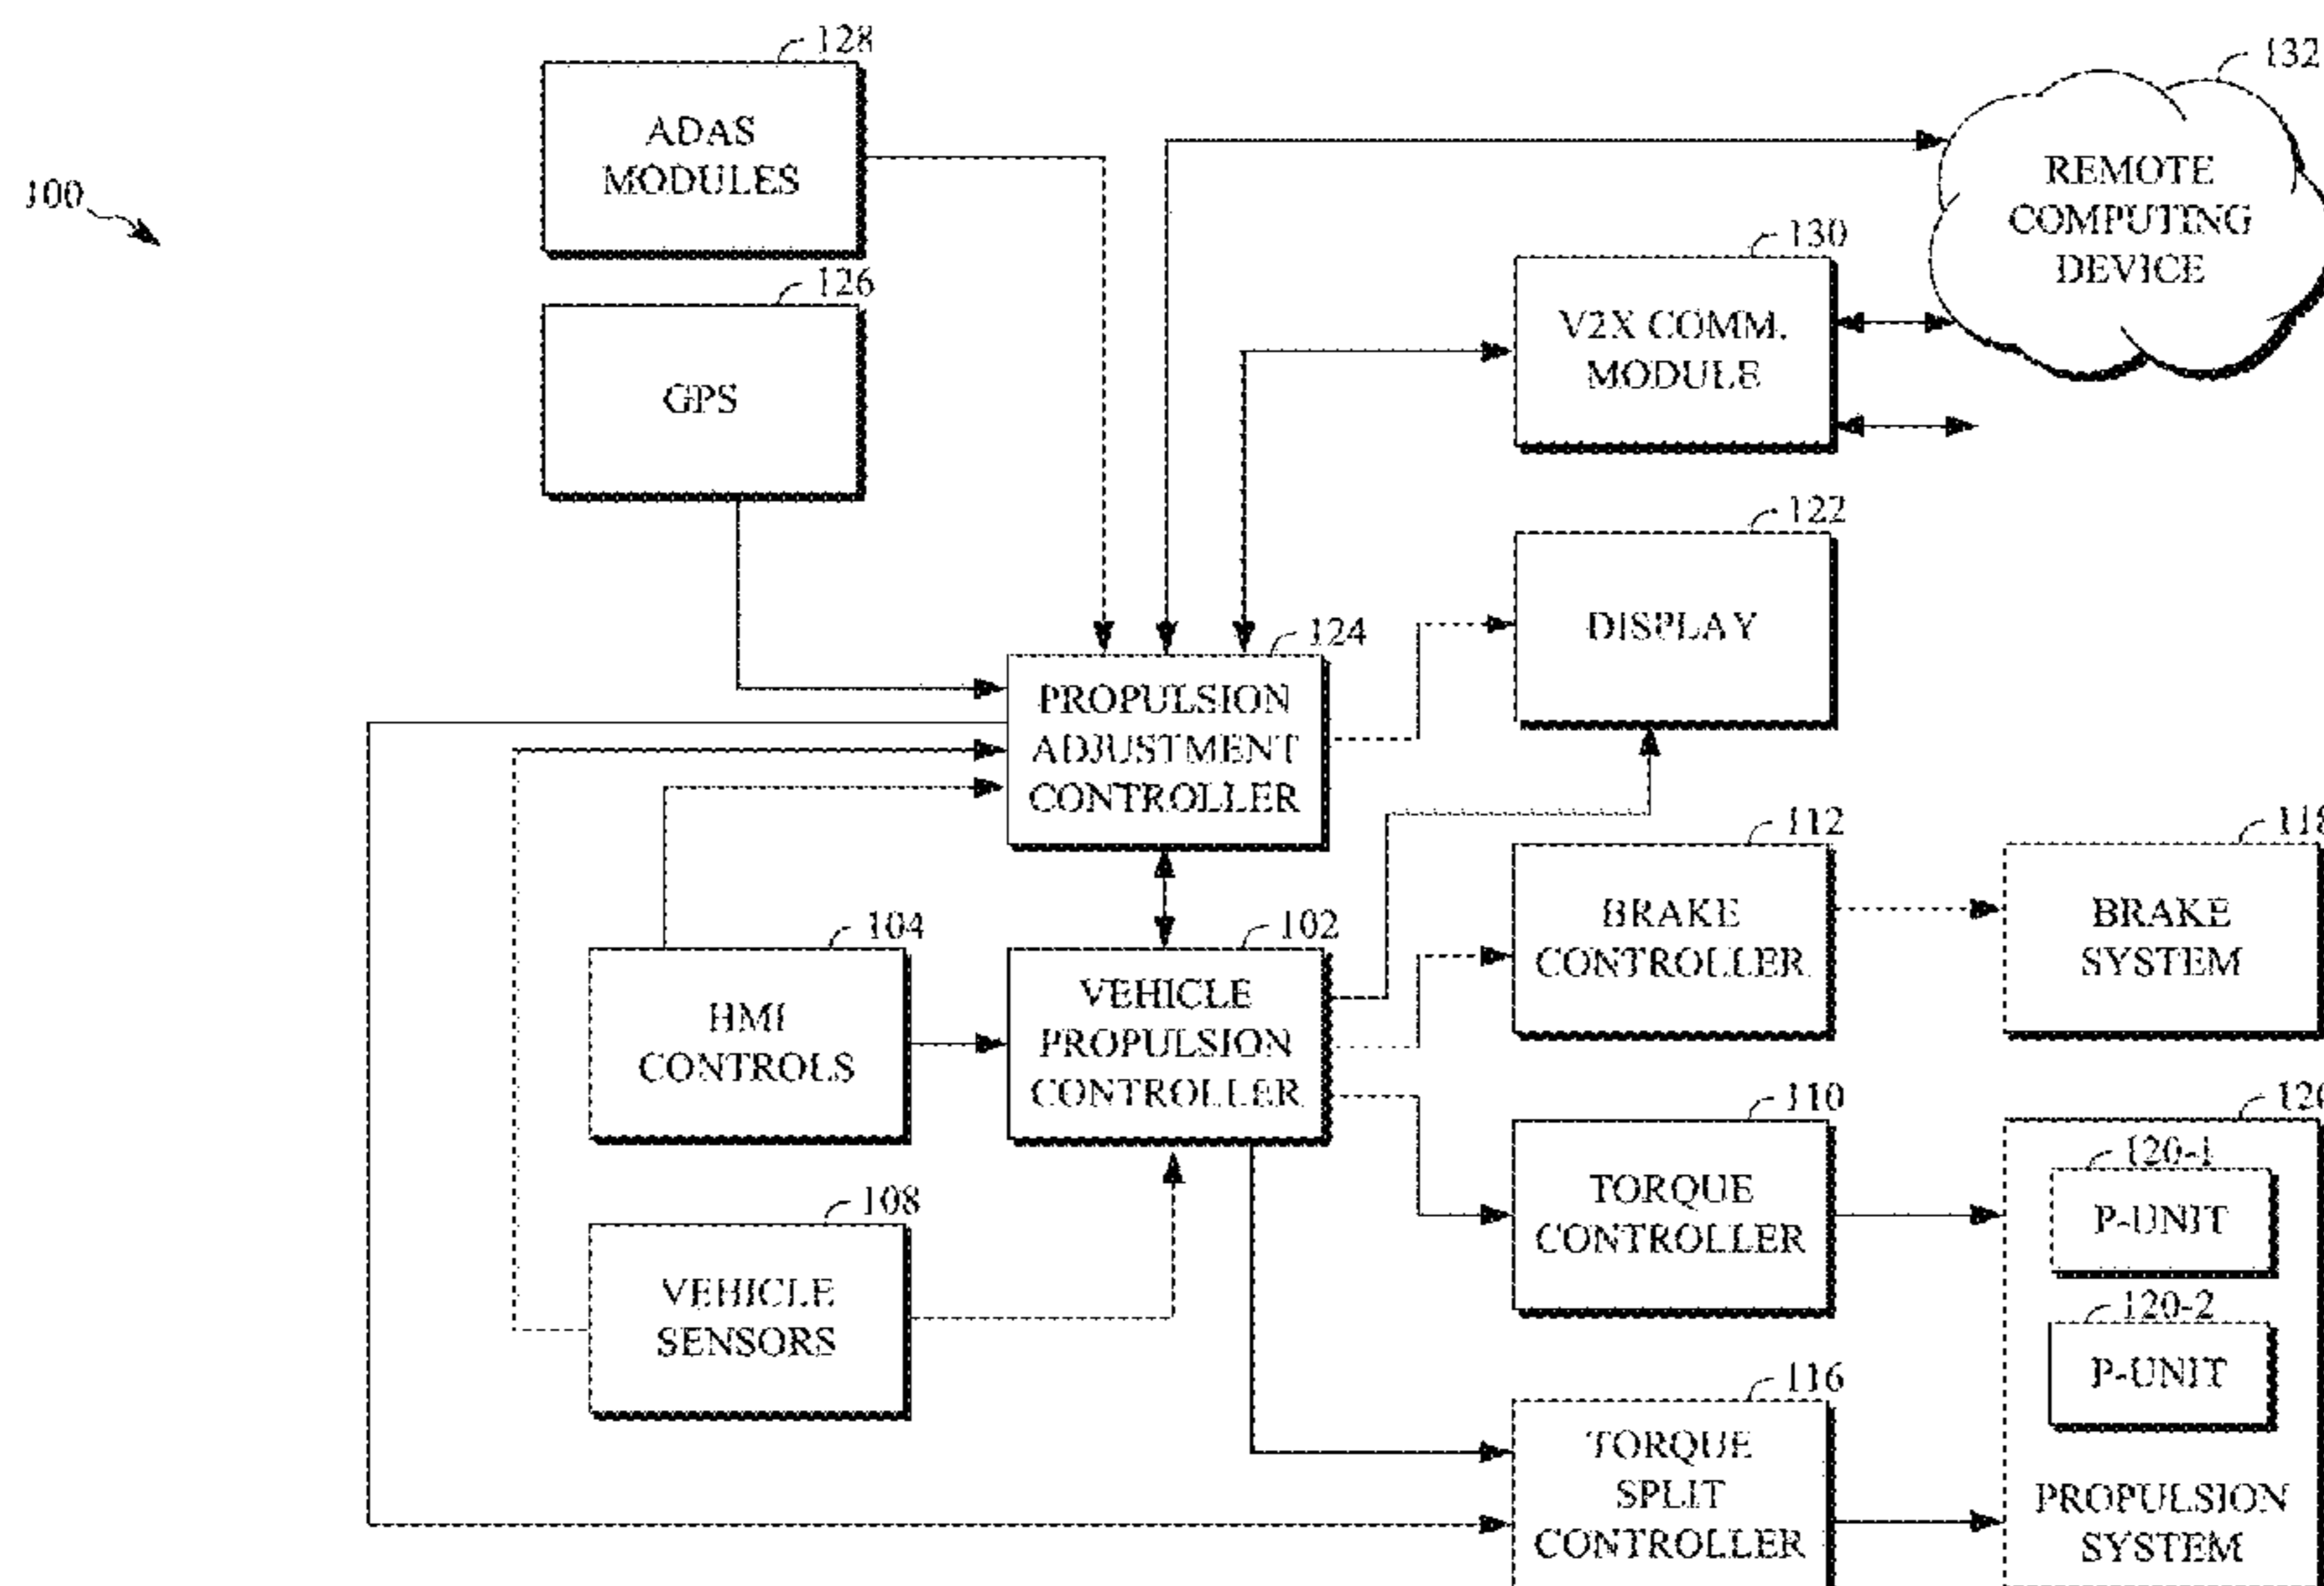 128
132
ADAS
MODULES
100
REMOTE
COMPUTING
DEVICE
130
126
V2X COMM.
MODULE
GPS
122
DISPLAY
124
PROPULSION
ADJUSTMENT
CONTROLLER
112
118
104
102
BRAKE
CONTROLLER
BRAKE
SYSTEM
HMI
CONTROLS
VEHICLE
PROPULSION
CONTROLLER
110
120
120-1
P-UNIT
TORQUE
CONTROLLER
108
VEHICLE
SENSORS
120-2
P-UNIT
116
TORQUE
SPLIT
CONTROLLER
PROPULSION
SYSTEM